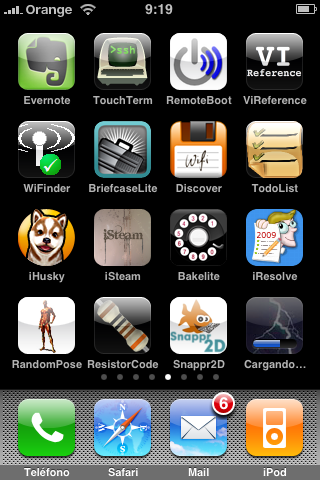 Orange 9:19
>ssh VI
Reference
Evernote TouchTerm RemoteBoot ViReference
Wifi
WiFinder BriefcaseLite Discover TodoList
iSteam 2009
iHusky iSteam Bakelite iResolve
Snappr
2D
RandomPose ResistorCode Snappr2D Cargando...
6
Teléfono Safari Mail iPod